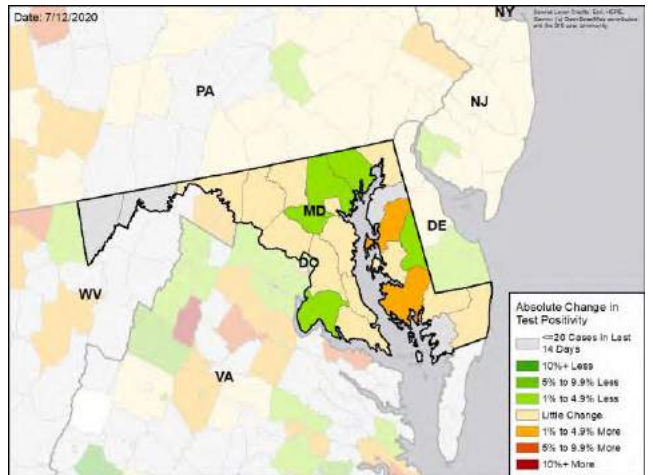 Date: 7/12/2020
NY
PA
NJ
MD
DE
WV
VA
Absolute Change in
Test Positivity
<=20 Cases in Last
14 Days
10%+ Less
5% to 9.9% Less
1% to 4.9% Less
Little Change
1% to 4.9% More
5% to 9.9% More
10%+ More